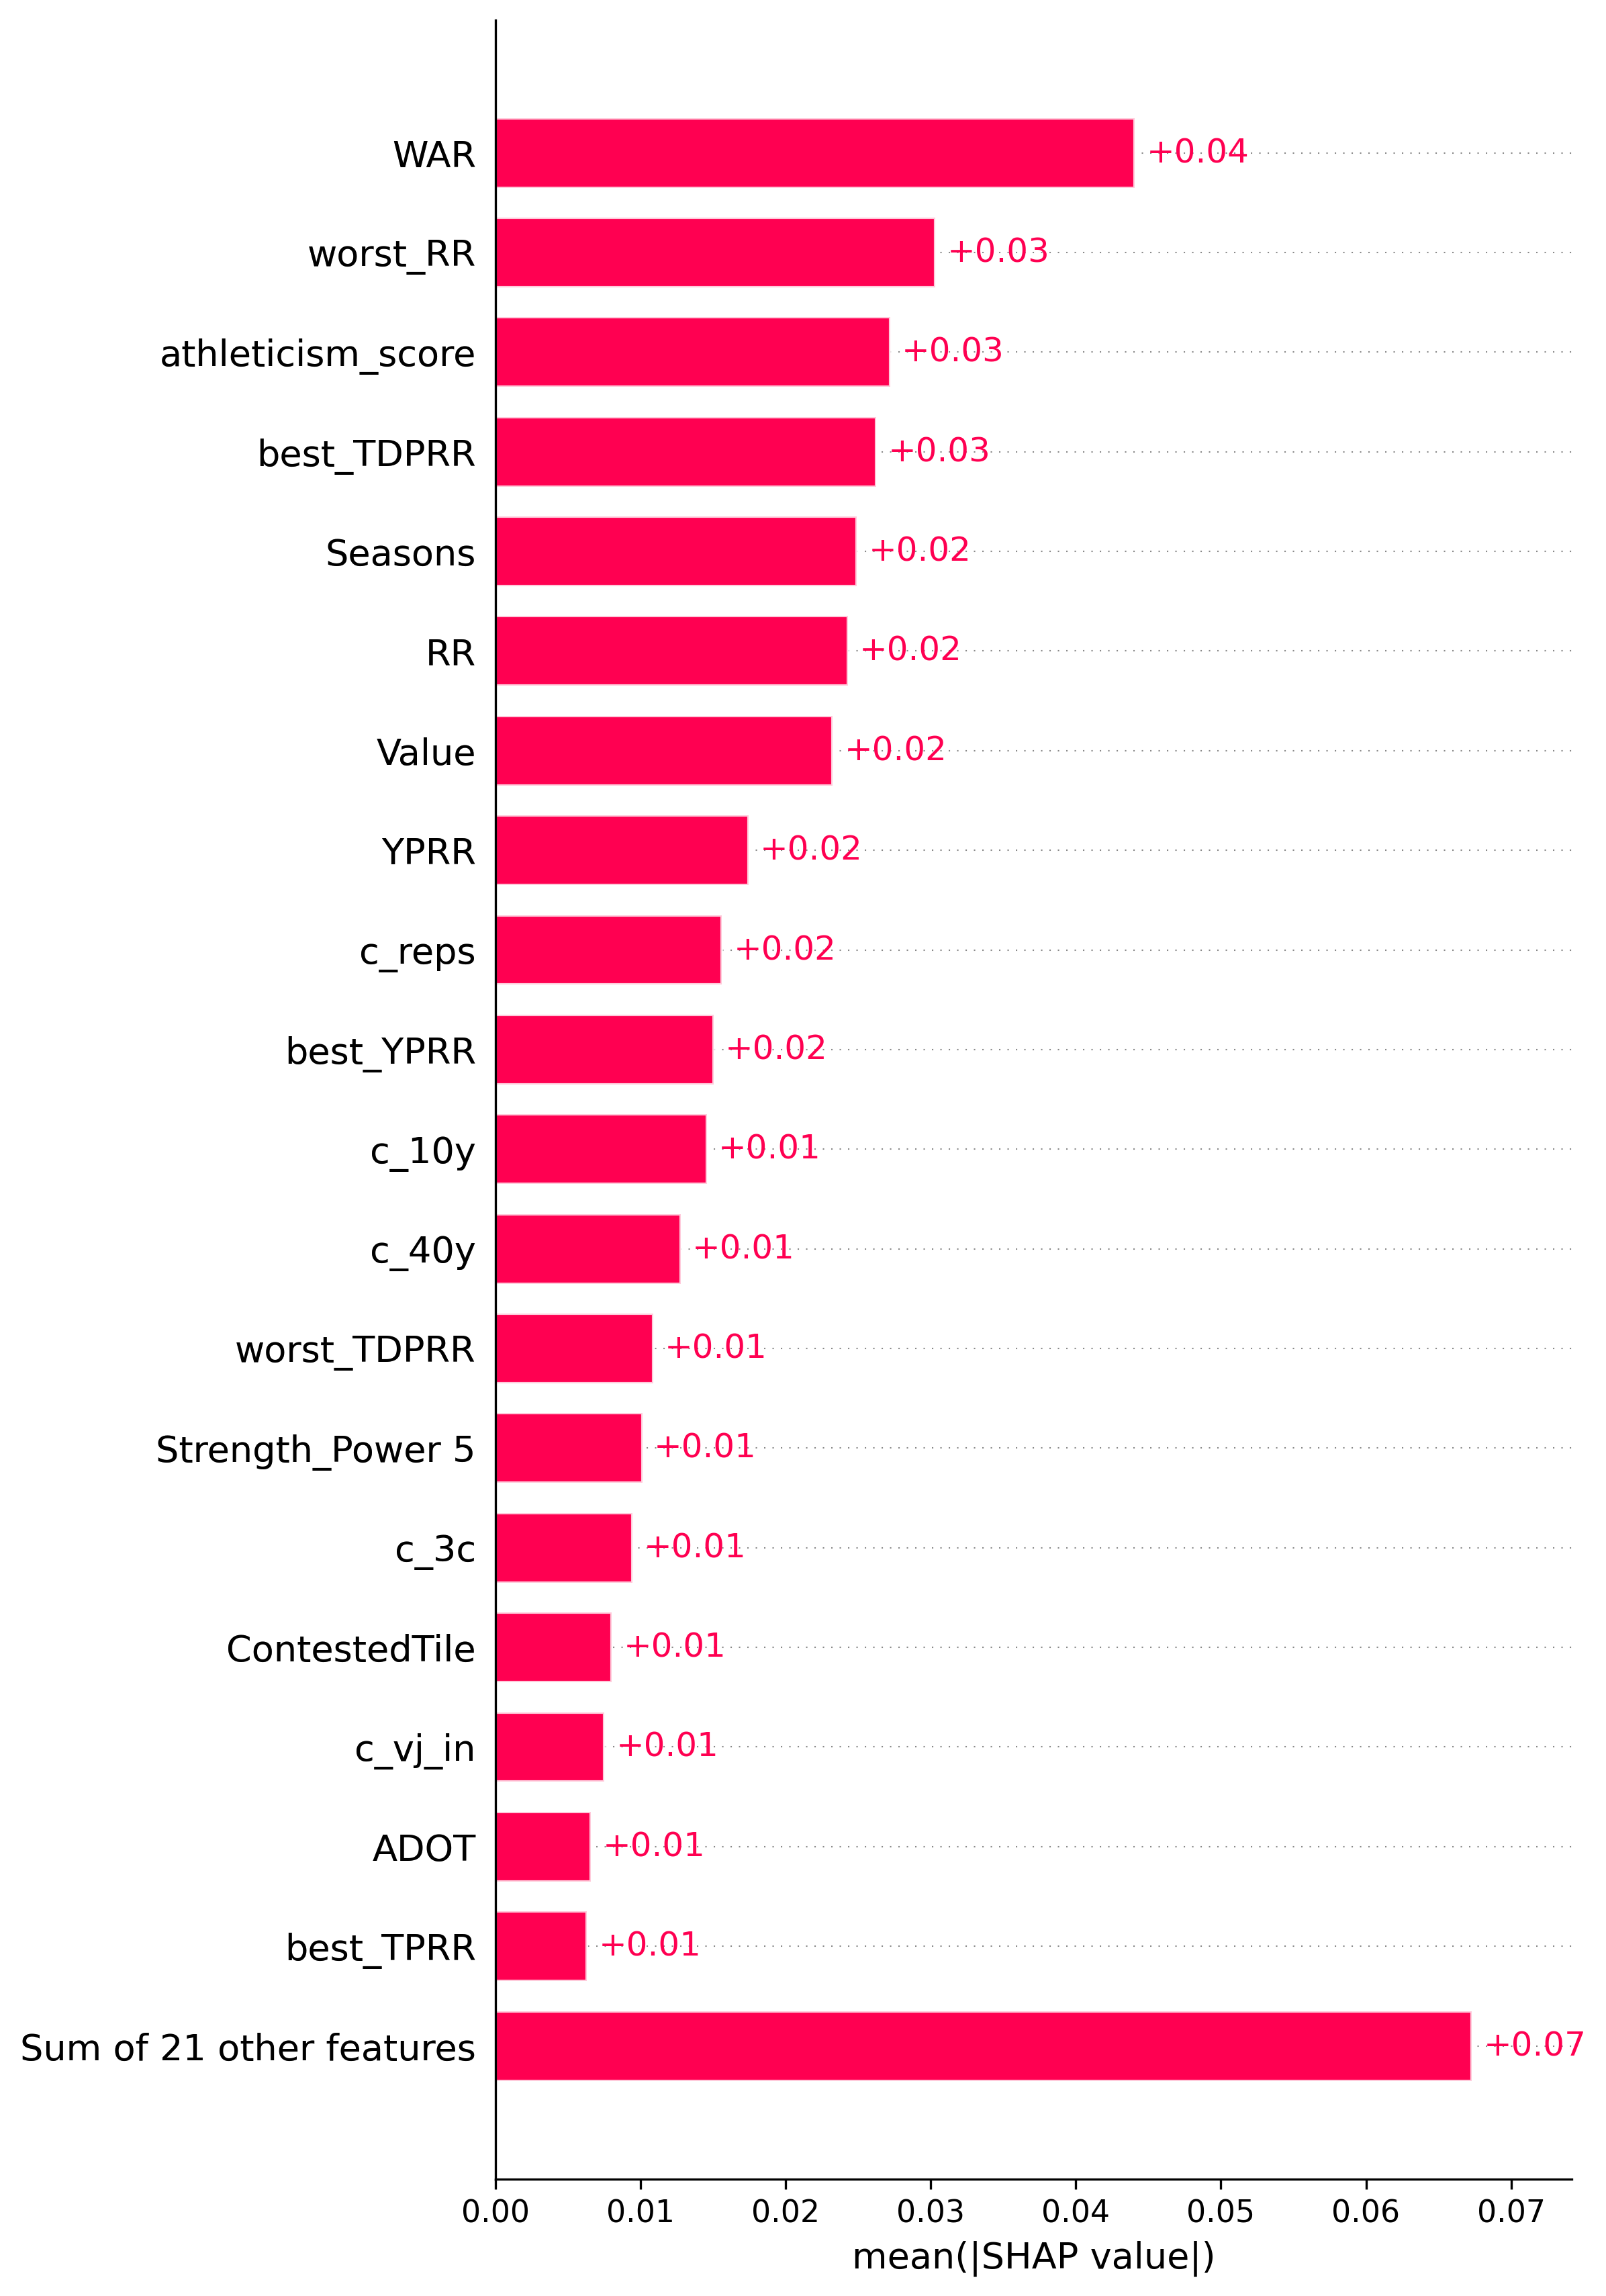 WAR +0.04
worst_RR +0.03
athleticism_score +0.03
best_TDPRR +0.03
Seasons +0.02
RR +0.02
Value +0.02
YPRR +0.02
c_reps +0.02
best_YPRR +0.02
c_10y +0.01
c_40y +0.01
worst_TDPRR +0.01
Strength_Power 5 +0.01
c_3c +0.01
ContestedTile +0.01
c_vj_in +0.01
ADOT +0.01
best_TPRR +0.01
Sum of 21 other features +0.07
0.00 0.01 0.02 0.03 0.04 0.05 0.06 0.07
mean(|SHAP value|)